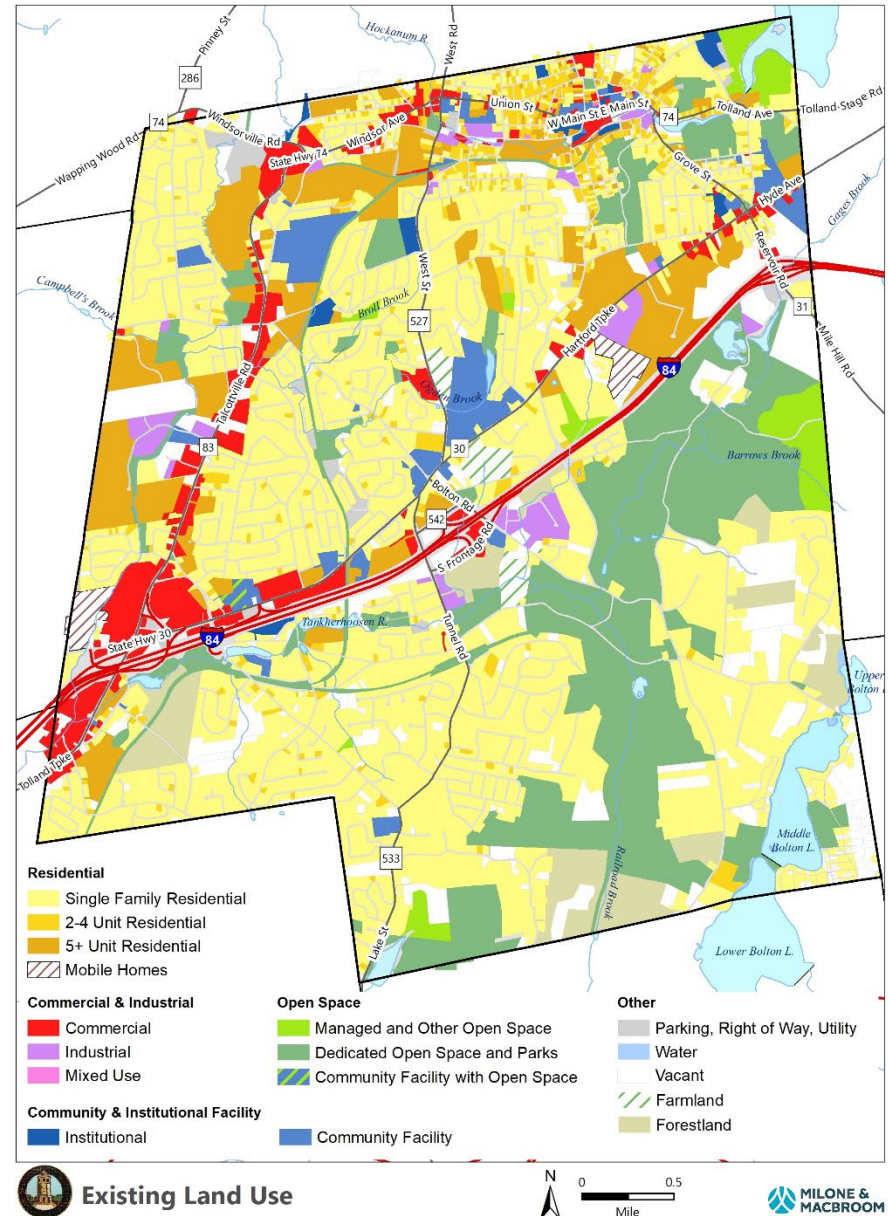 Hockanum R.
Pinney St
West Rd
286
74
Windsorville Rd
Wapping Wood Rd
State Hwy 74
Windsor Ave
Union St
W Main St
E Main St
74
Tolland Ave
Tolland Stage Rd
Grove St
Hyde Ave
Gages Brook
Reservoir Rd
31
Mile Hill Rd
Campbell's Brook
Broll Brook
West St
527
Hartford Tpke
84
Talcottville Rd
Ogden Brook
83
30
Barrows Brook
Bolton Rd
542
S Frontage Rd
State Hwy 30
84
Tankherhoosen R.
Tunnel Rd
Upper
Bolton L.
Tolland Tpke
Middle
Bolton L.
533
Railroad Brook
Lake St
Lower Bolton L.
Residential
Single Family Residential
2-4 Unit Residential
5+ Unit Residential
Mobile Homes
Commercial & Industrial
Commercial
Industrial
Mixed Use
Community & Institutional Facility
Institutional
Community Facility
Open Space
Managed and Other Open Space
Dedicated Open Space and Parks
Community Facility with Open Space
Other
Parking, Right of Way, Utility
Water
Vacant
Farmland
Forestland
Existing Land Use
N
0 0.5
Mile
MILONE &
MACBROOM